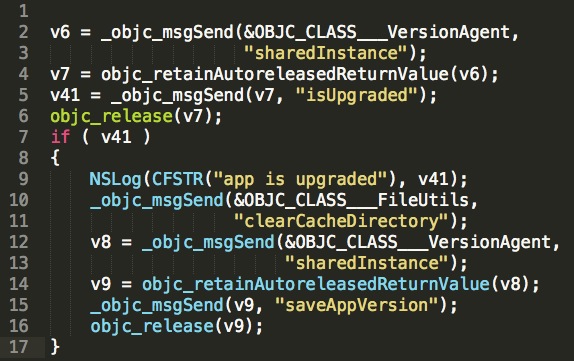 1
2 v6 = _objc_msgSend(&OBJC_CLASS___VersionAgent,
3 "sharedInstance");
4 v7 = objc_retainAutoreleasedReturnValue(v6);
5 v41 = _objc_msgSend(v7, "isUpgraded");
6 objc_release(v7);
7 if ( v41 )
8 {
9 NSLog(CFSTR("app is upgraded"), v41);
10 _objc_msgSend(&OBJC_CLASS___FileUtils,
11 "clearCacheDirectory");
12 v8 = _objc_msgSend(&OBJC_CLASS___VersionAgent,
13 "sharedInstance");
14 v9 = objc_retainAutoreleasedReturnValue(v8);
15 _objc_msgSend(v9, "saveAppVersion");
16 objc_release(v9);
17 }